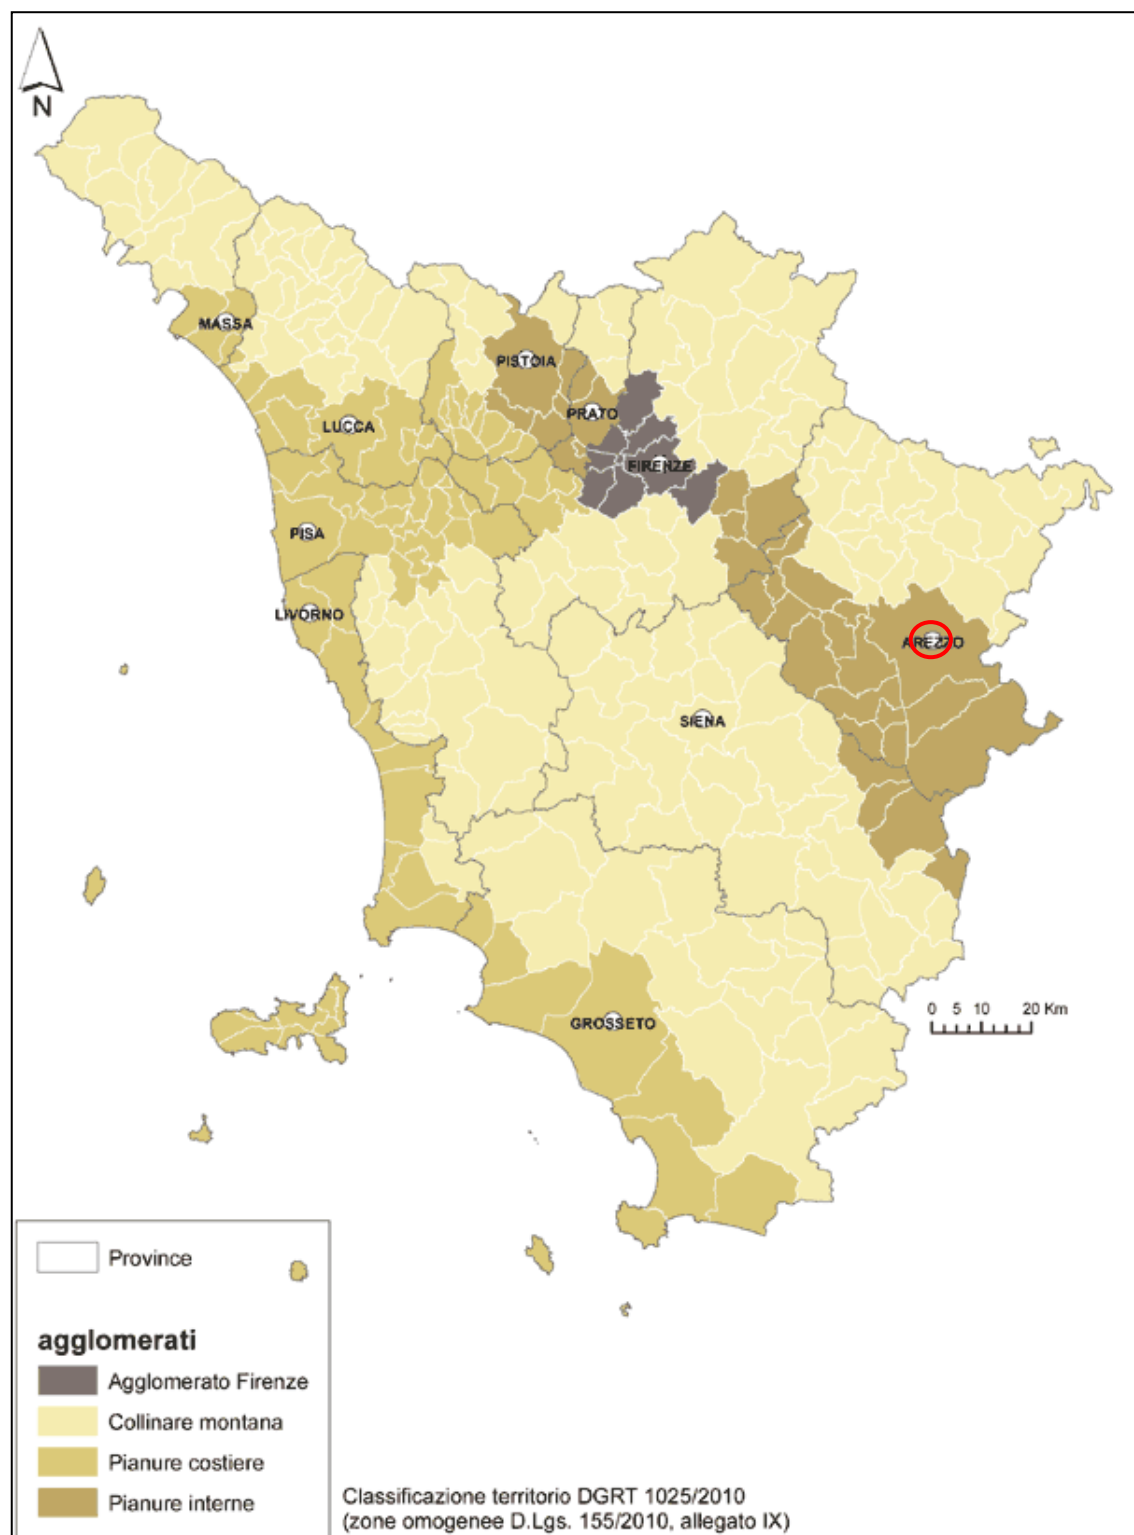 N
MASSA
PISTOIA
PRATO
LUCCA
FIRENZE
PISA
LIVORNO
AREZZO
SIENA
0 5 10 20 Km
GROSSETO
Province
agglomerati
Agglomerato Firenze
Collinare montana
Pianure costiere
Pianure interne
Classificazione territorio DGRT 1025/2010
(zone omogenee D.Lgs. 155/2010, allegato IX)